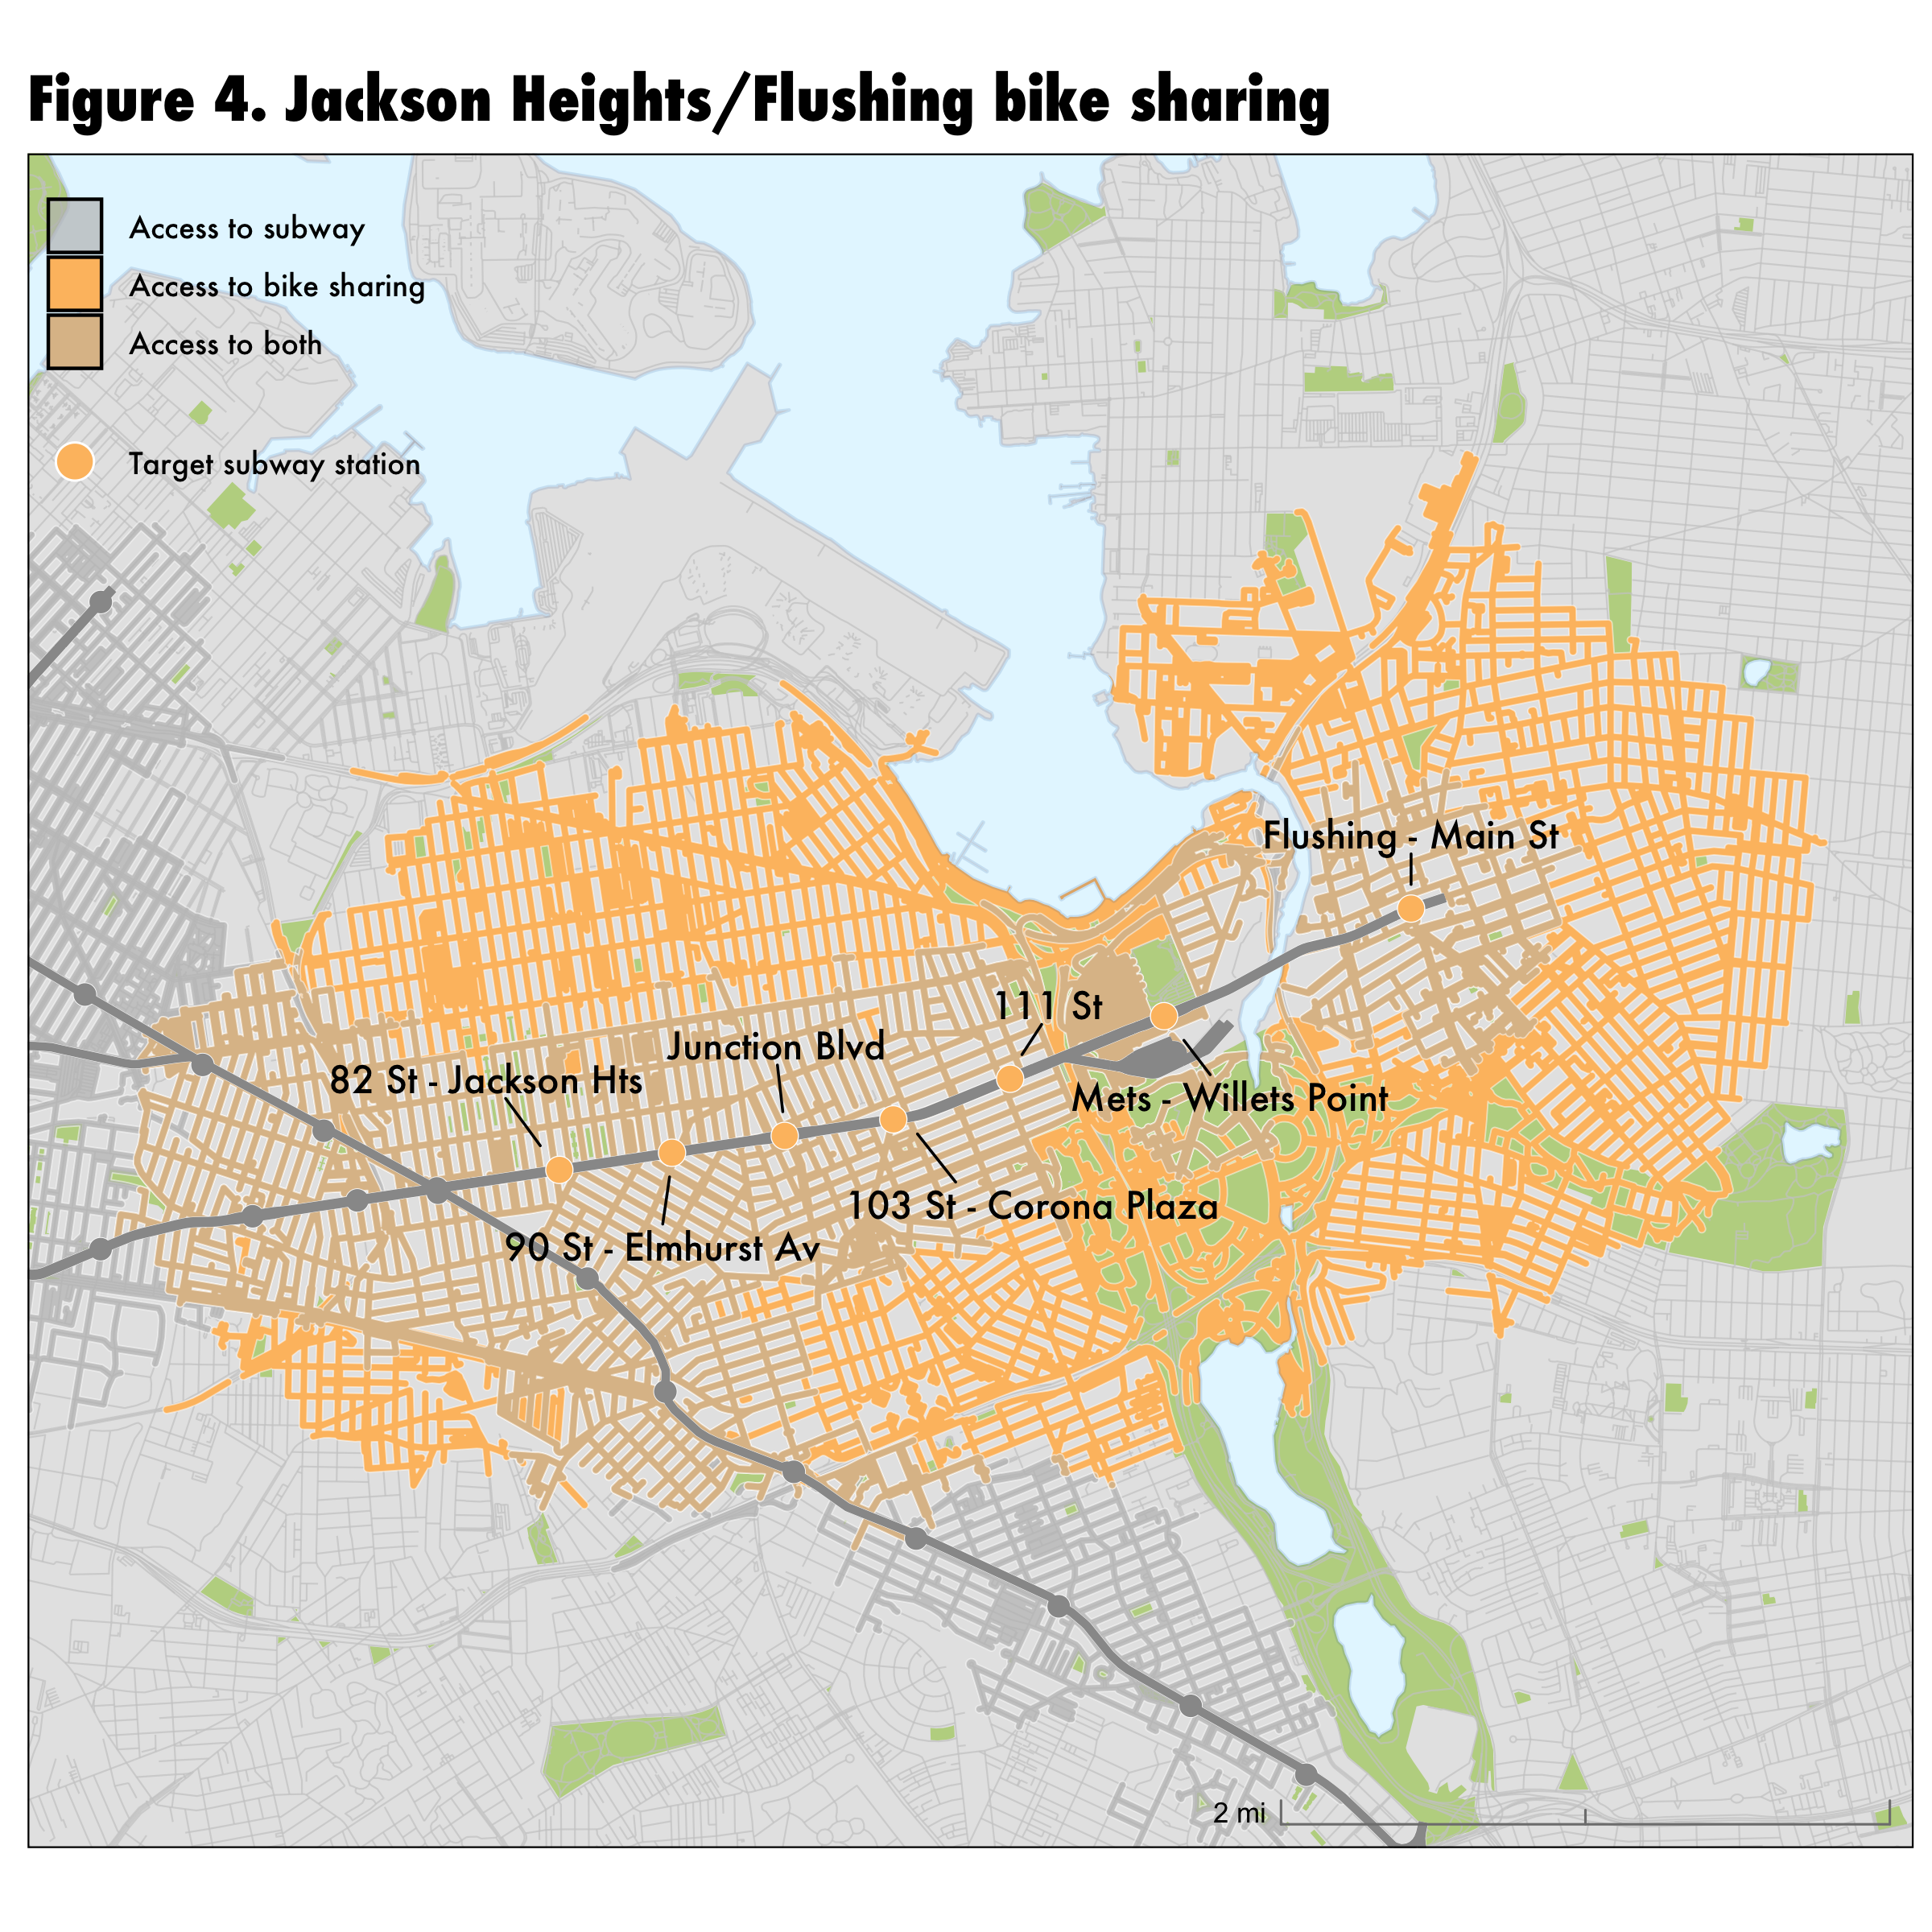 Figure 4. Jackson Heights/Flushing bike sharing
Access to subway
Access to bike sharing
Access to both
Target subway station
Flushing - Main St
111 St
Junction Blvd
82 St - Jackson Hts
Mets - Willets Point
103 St - Corona Plaza
90 St - Elmhurst Av
2 mi